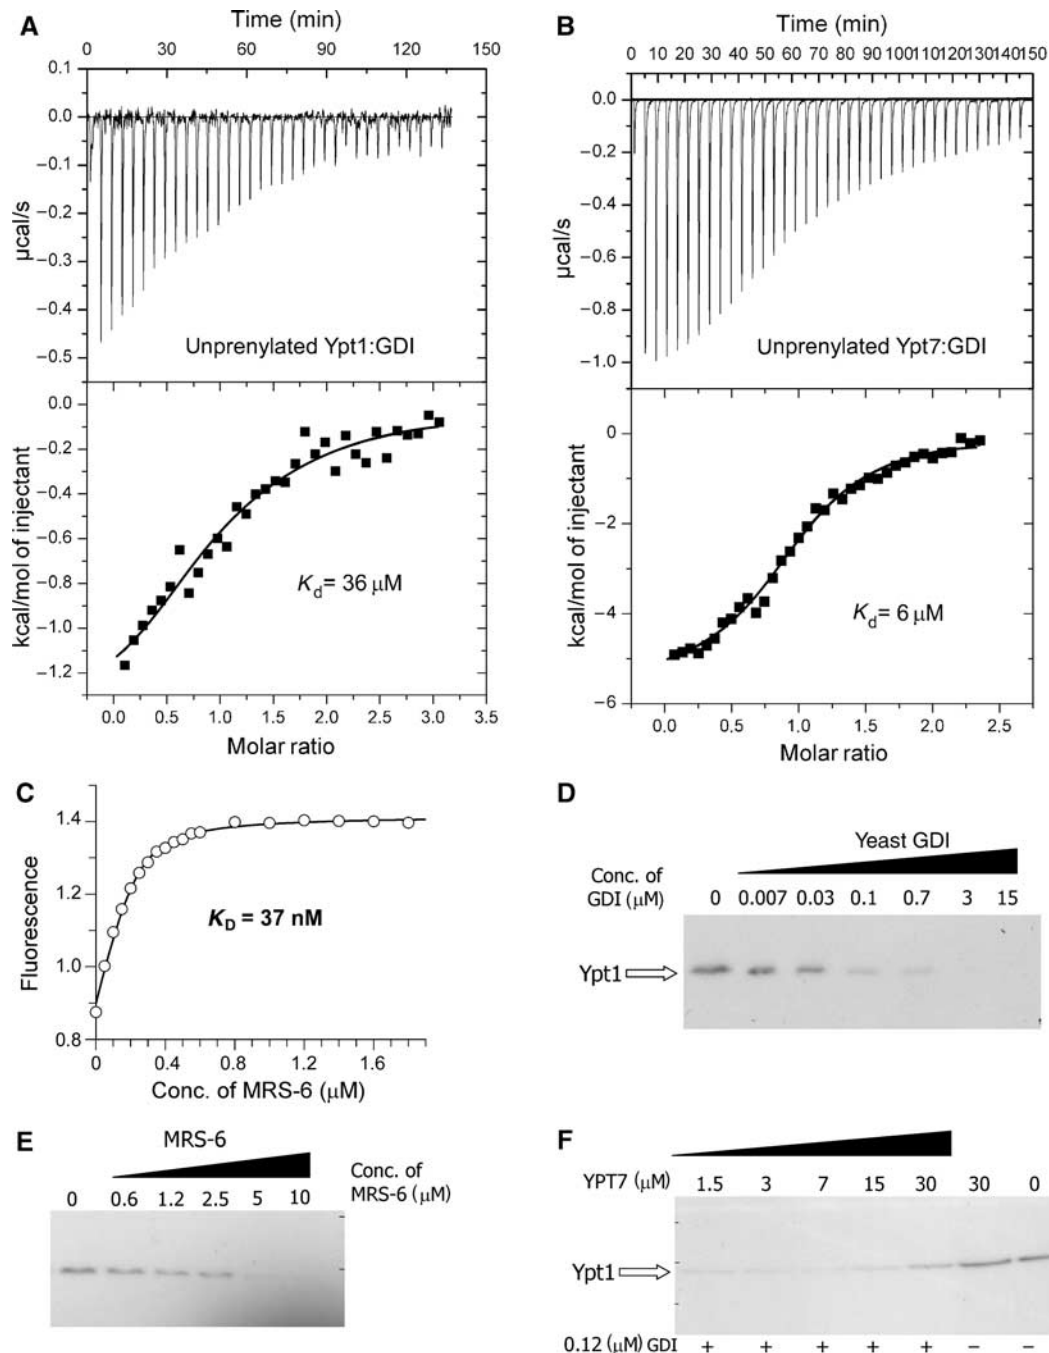 A
Time (min)
0 30 60 90 120 150
0.1
0.0
−0.1
−0.2
−0.3
−0.4
−0.5
μcal/s
Unprenylated Ypt1:GDI
0.0
−0.2
−0.4
−0.6
−0.8
−1.0
−1.2
kcal/mol of injectant
Kd= 36 μM
0.0 0.5 1.0 1.5 2.0 2.5 3.0 3.5
Molar ratio
B
Time (min)
0 10 20 30 40 50 60 70 80 90 100 110 120 130 140 150
0.0
−0.2
−0.4
−0.6
−0.8
−1.0
μcal/s
Unprenylated Ypt7:GDI
0
−2
−4
−6
kcal/mol of injectant
Kd= 6 μM
0.0 0.5 1.0 1.5 2.0 2.5
Molar ratio
C
1.4
1.2
1.0
0.8
Fluorescence
KD = 37 nM
0 0.4 0.8 1.2 1.6
Conc. of MRS-6 (μM)
D
Yeast GDI
Conc. of
GDI (μM) 0 0.007 0.03 0.1 0.7 3 15
Ypt1
E
MRS-6
0 0.6 1.2 2.5 5 10
Conc. of
MRS-6 (μM)
F
YPT7 (μM) 1.5 3 7 15 30 30 0
Ypt1
0.12 (μM) GDI + + + + + − −